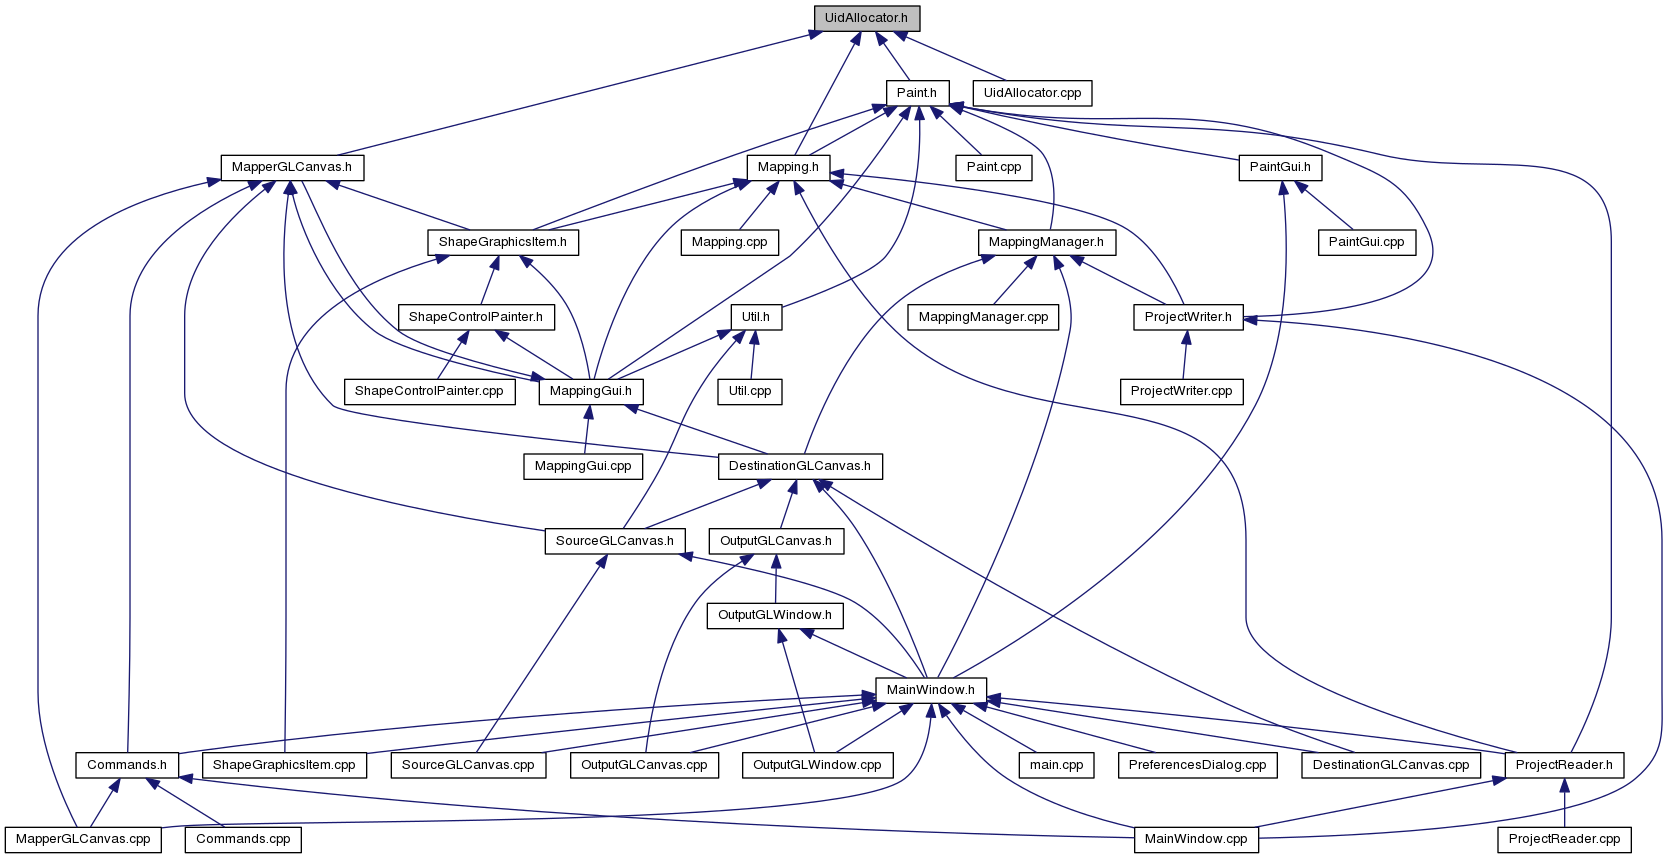 UidAllocator.h
Paint.h
UidAllocator.cpp
MapperGLCanvas.h
Mapping.h
Paint.cpp
PaintGui.h
ShapeGraphicsItem.h
Mapping.cpp
MappingManager.h
PaintGui.cpp
ShapeControlPainter.h
Util.h
MappingManager.cpp
ProjectWriter.h
ShapeControlPainter.cpp
MappingGui.h
Util.cpp
ProjectWriter.cpp
MappingGui.cpp
DestinationGLCanvas.h
SourceGLCanvas.h
OutputGLCanvas.h
OutputGLWindow.h
MainWindow.h
Commands.h
ShapeGraphicsItem.cpp
SourceGLCanvas.cpp
OutputGLCanvas.cpp
OutputGLWindow.cpp
main.cpp
PreferencesDialog.cpp
DestinationGLCanvas.cpp
ProjectReader.h
MapperGLCanvas.cpp
Commands.cpp
MainWindow.cpp
ProjectReader.cpp